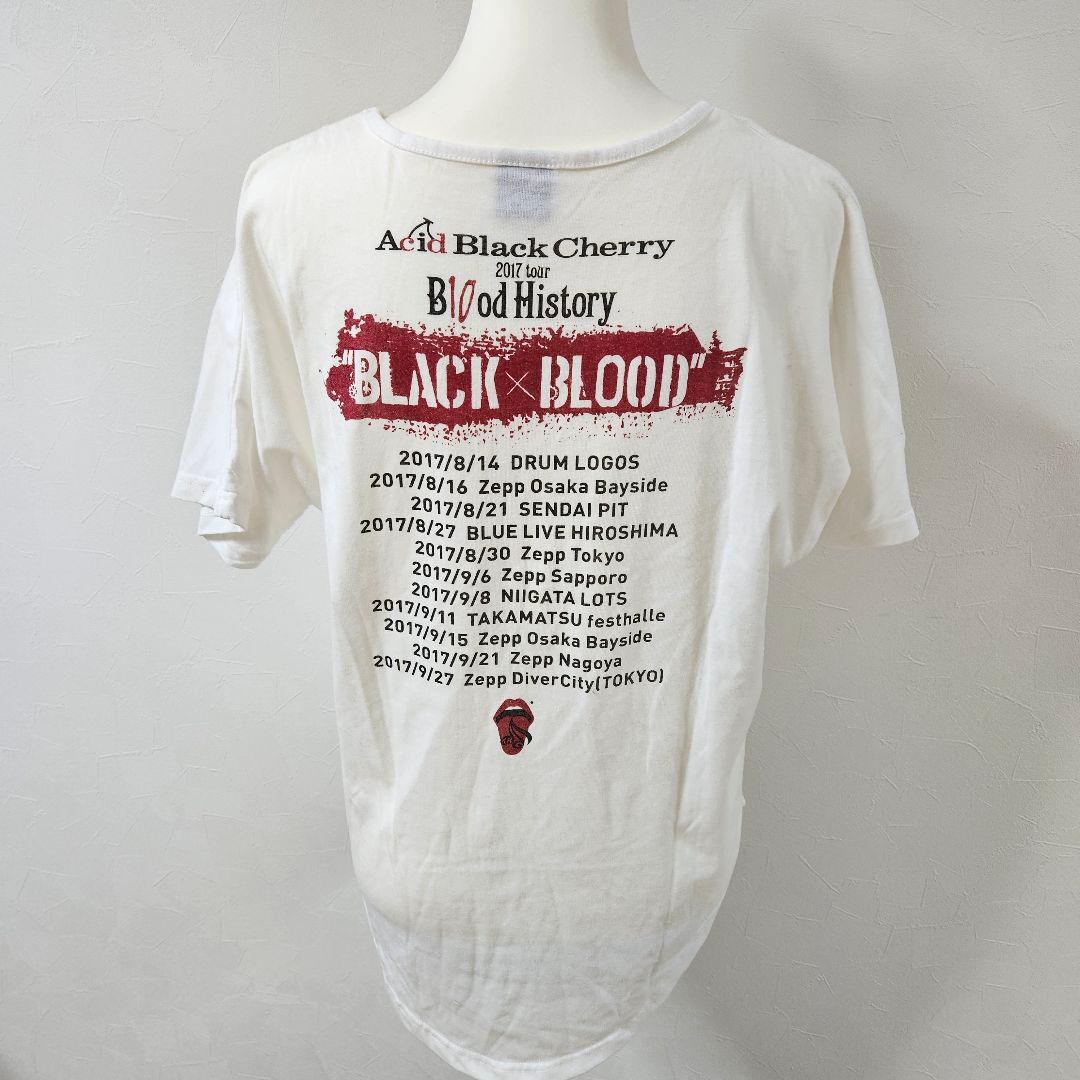 Acid Black Cherry
2017 tour
B10od History
"BLACK×BLOOD"
2017/8/14 DRUM LOGOS
2017/8/16 Zepp Osaka Bayside
2017/8/21 SENDAI PIT
2017/8/27 BLUE LIVE HIROSHIMA
2017/8/30 Zepp Tokyo
2017/9/6 Zepp Sapporo
2017/9/8 NIIGATA LOTS
2017/9/11 TAKAMATSU festhalle
2017/9/15 Zepp Osaka Bayside
2017/9/21 Zepp Nagoya
2017/9/27 Zepp DiverCity(TOKYO)